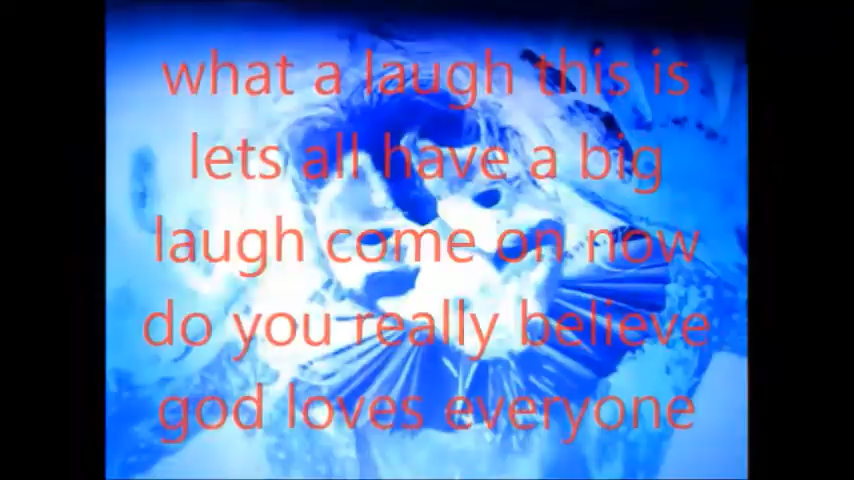 what a laugh this is
lets all have a big
laugh come on now
do you really believe
god loves everyone